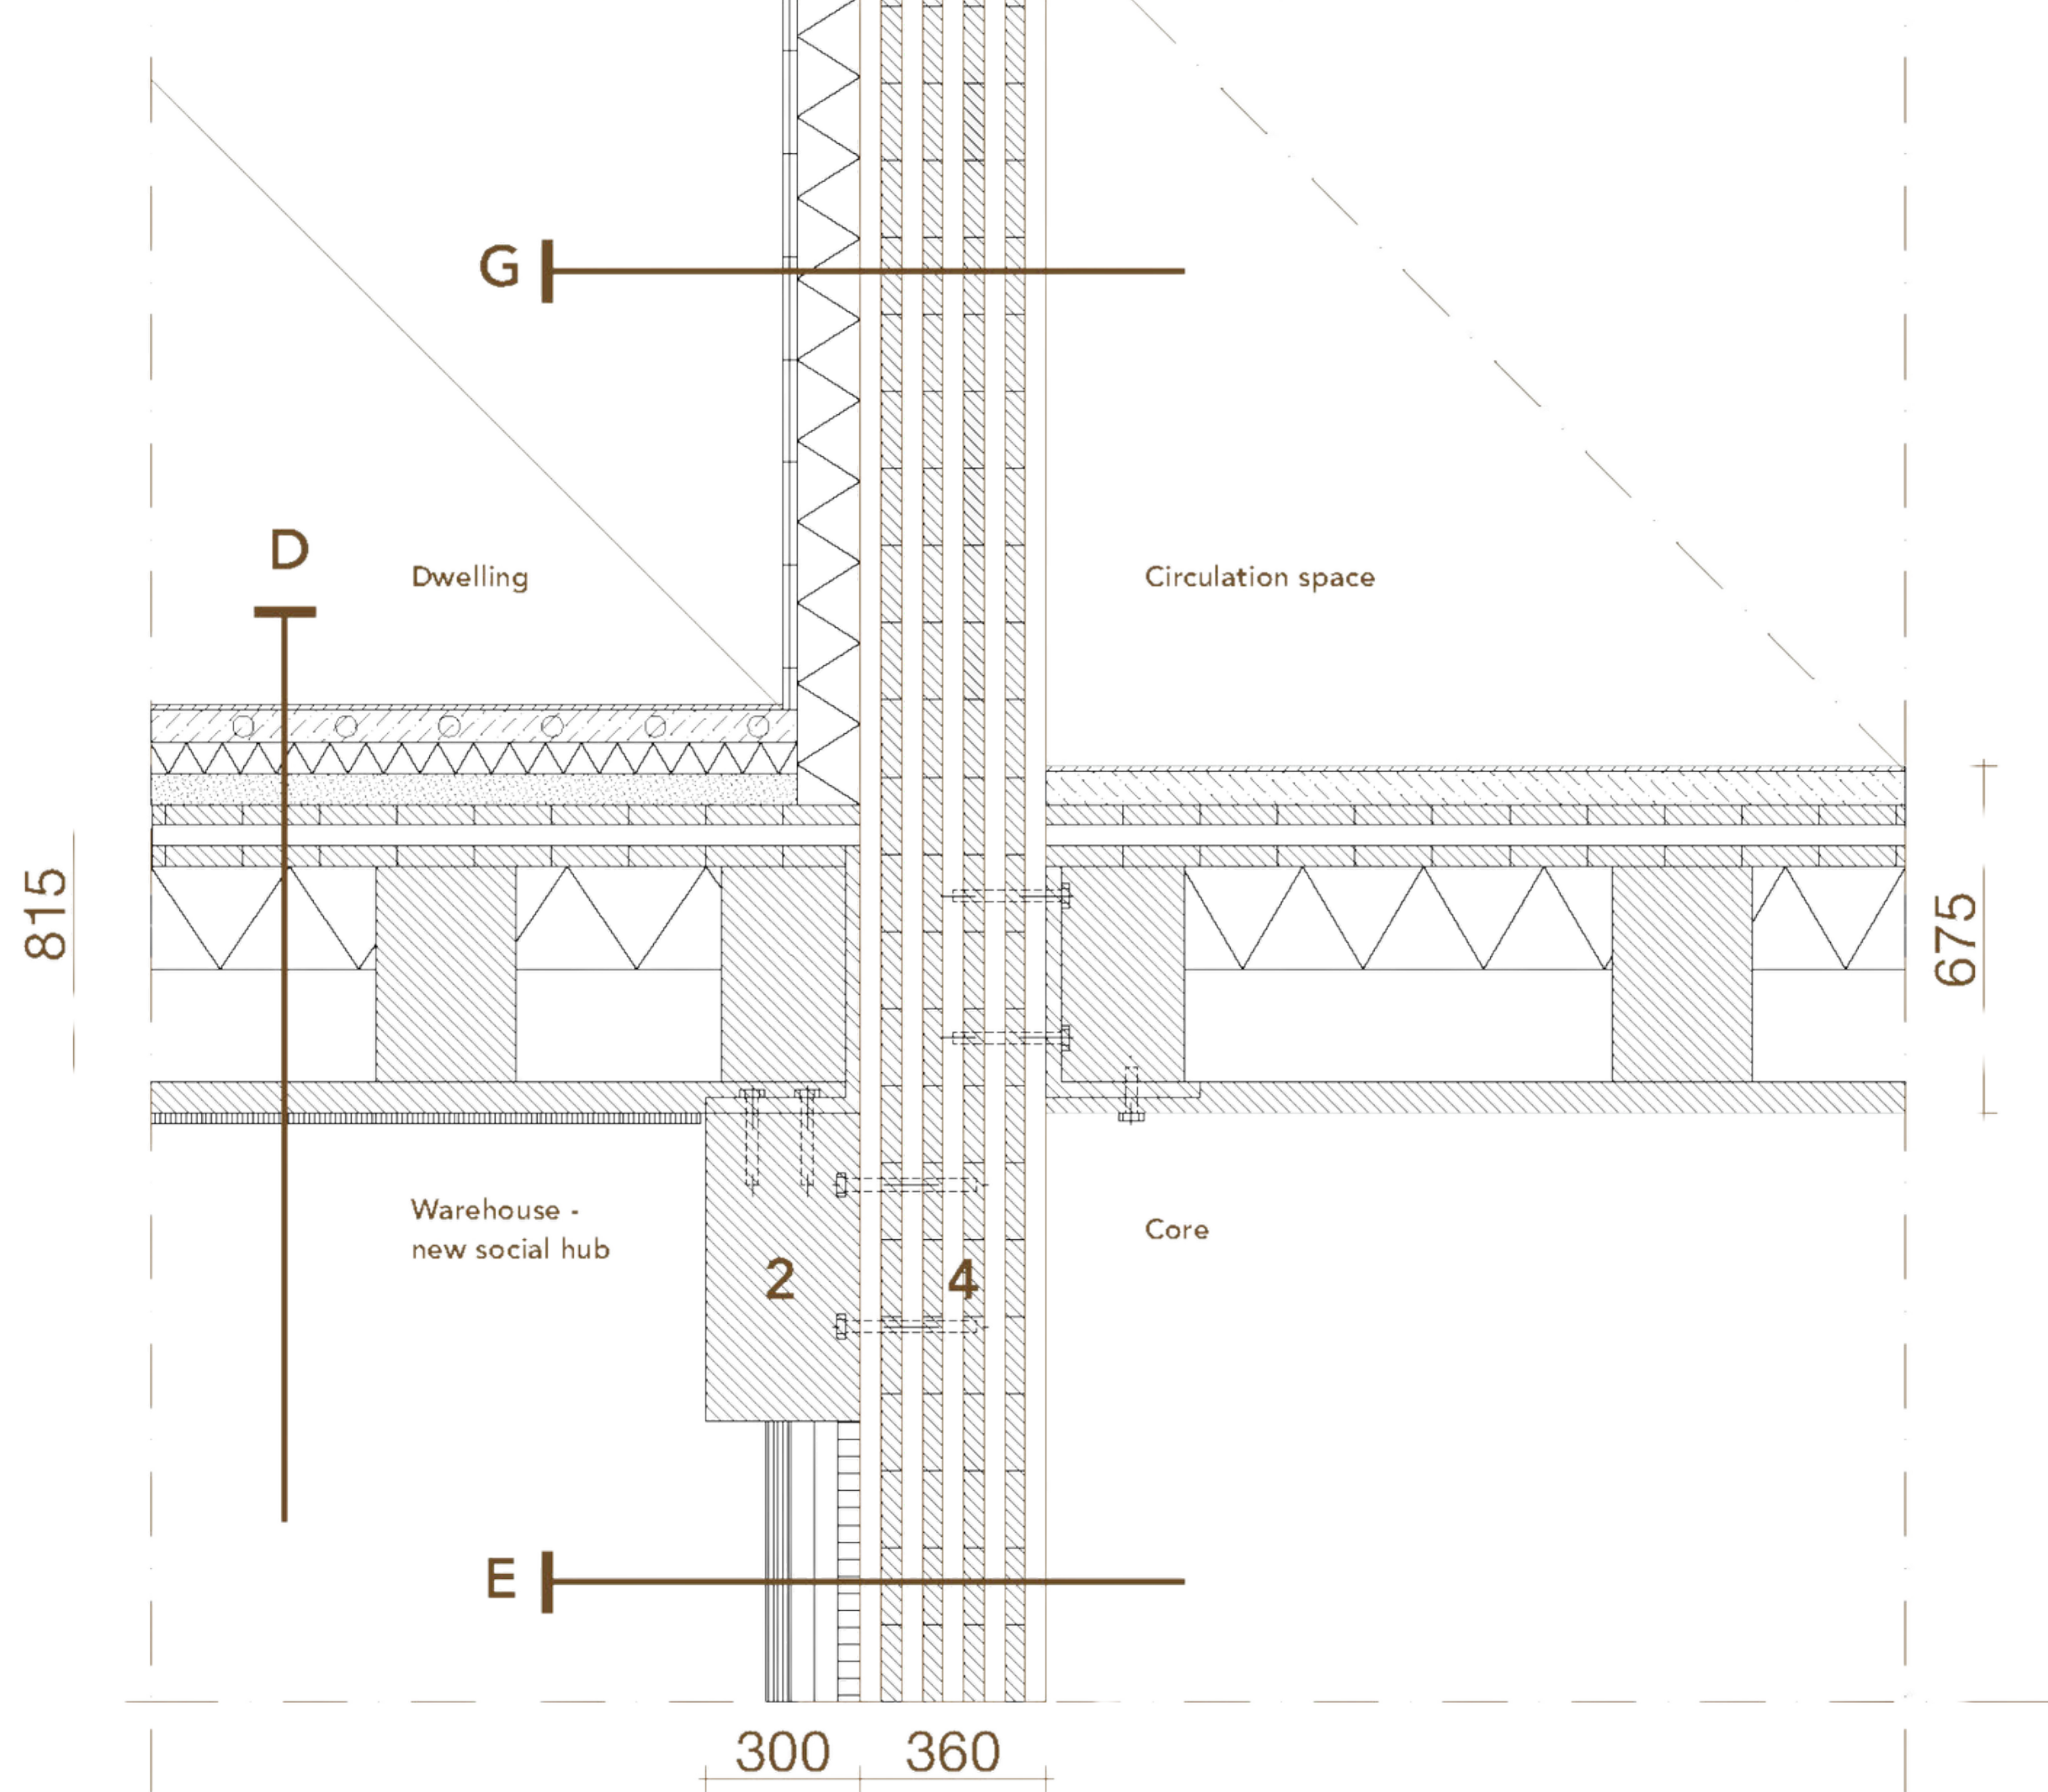 G
D
Dwelling
Circulation space
815
675
Warehouse -
new social hub
Core
2
4
E
300
360